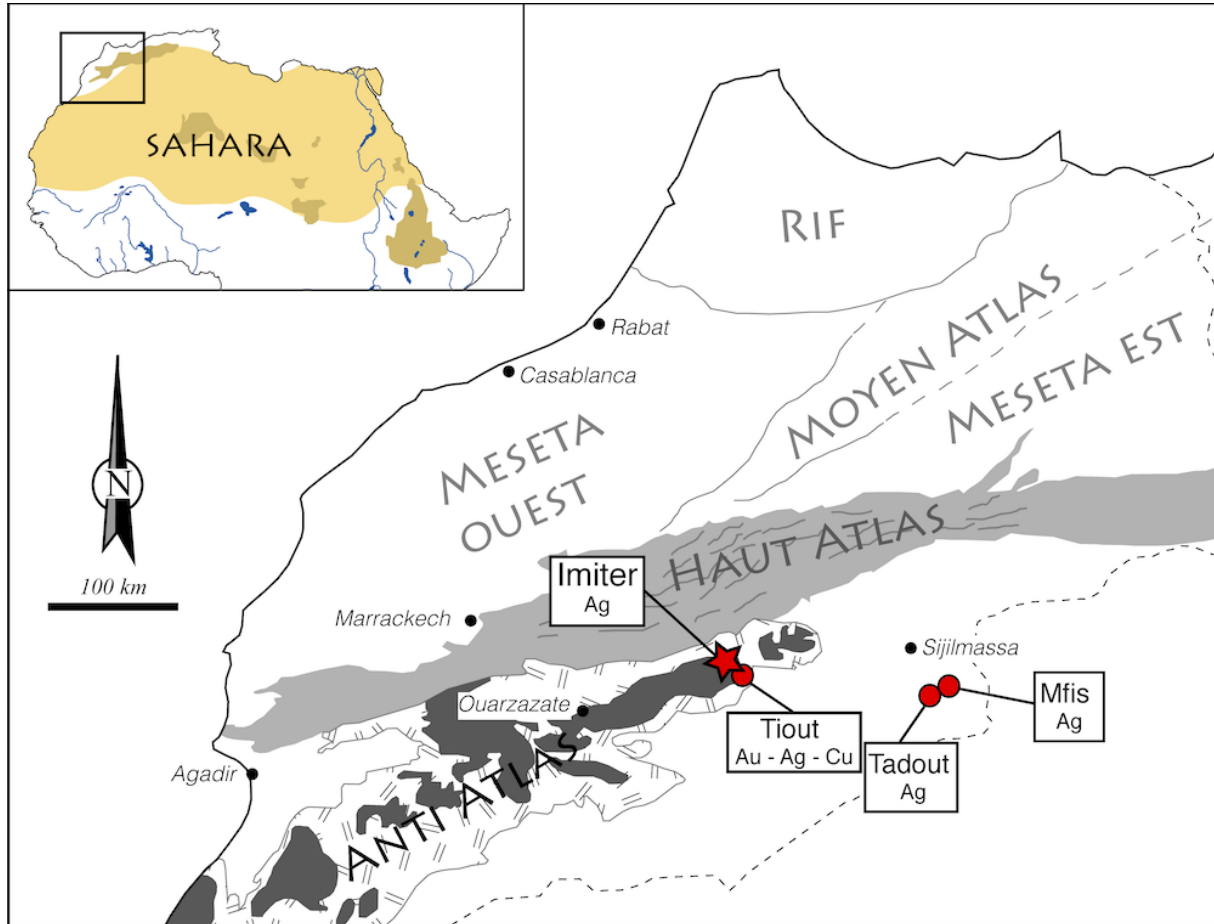 SAHARA
RIF
Rabat
Casablanca
MOYEN ATLAS
MESETA EST
MESETA
OUEST
N
100 km
HAUT ATLAS
Imiter
Ag
Marrackech
Sijilmassa
Ouarzazate
Mfis
Ag
Tiout
Au - Ag - Cu
Tadout
Ag
Agadir
ANTI ATLAS